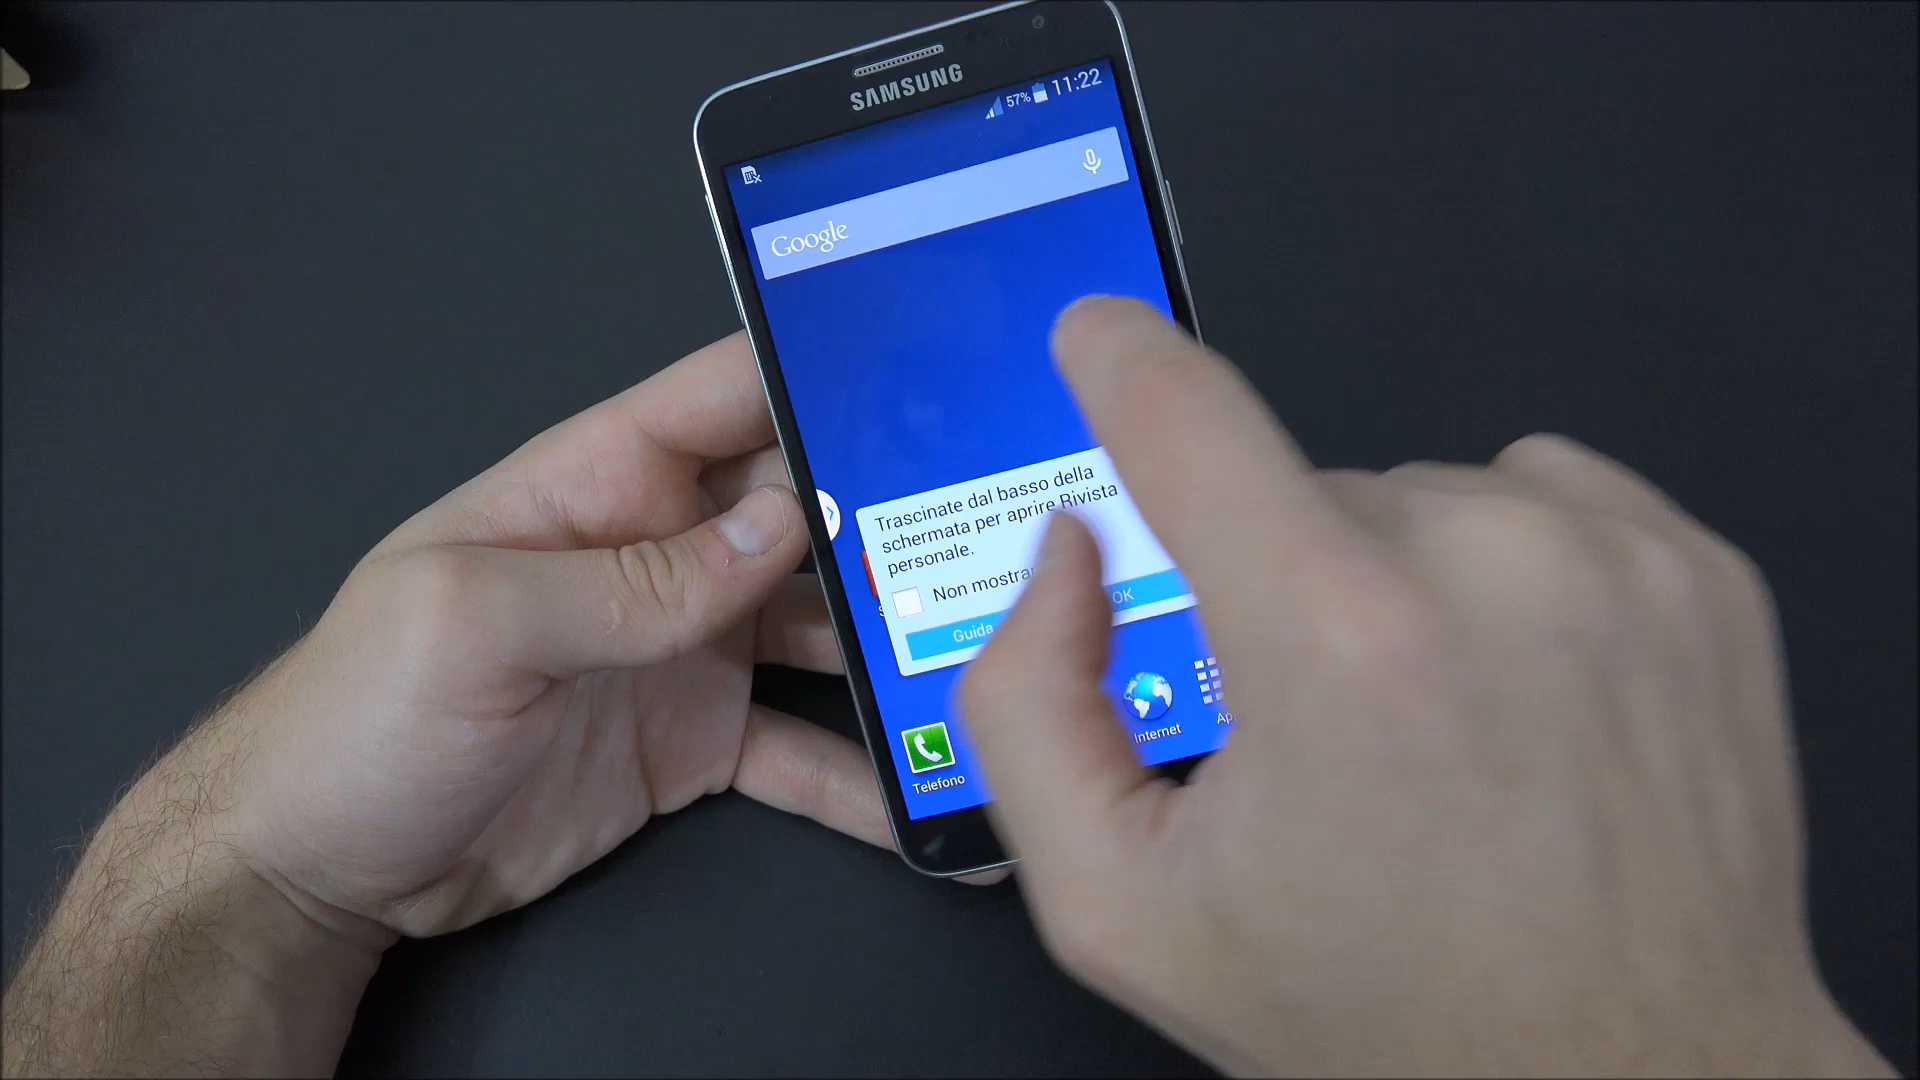 SAMSUNG
57% 11:22
Google
Trascinate dal basso della
schermata per aprire Rivista
personale.
Non mostrar
Guida
OK
Internet
Ap
Telefono